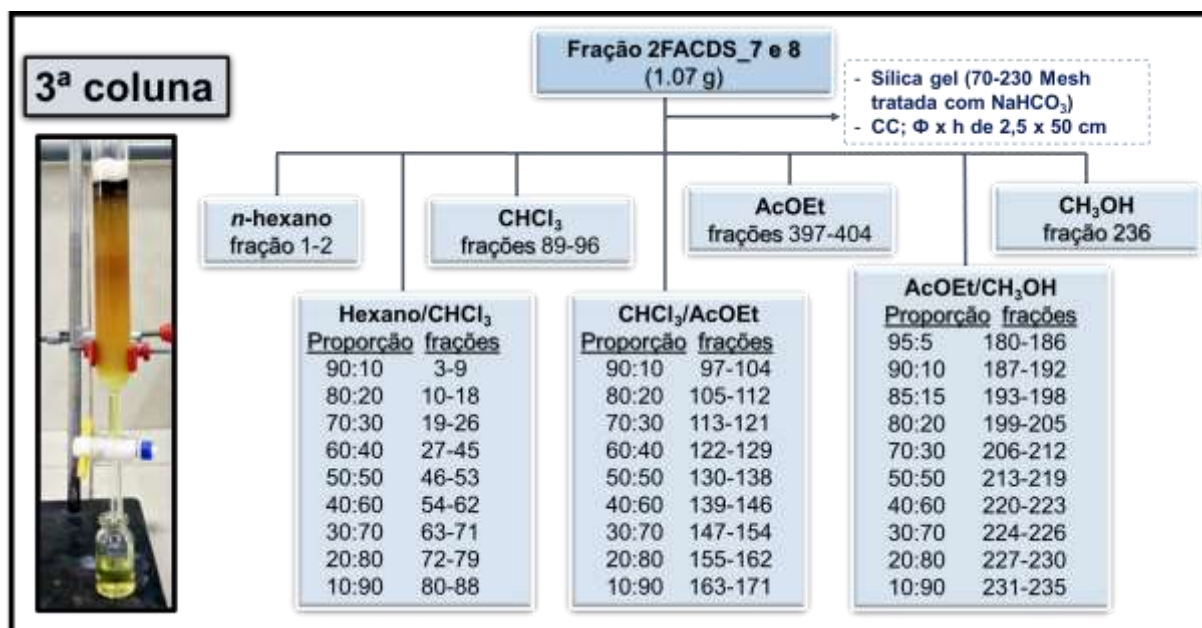 3ª coluna
Fração 2FACDS_7 e 8
(1.07 g)
- Sílica gel (70-230 Mesh
tratada com NaHCO₃)
- CC; Φ x h de 2,5 x 50 cm
n-hexano
fração 1-2
CHCl₃
frações 89-96
AcOEt
frações 397-404
CH₃OH
fração 236
Hexano/CHCl₃
Proporção frações
90:10 3-9
80:20 10-18
70:30 19-26
60:40 27-45
50:50 46-53
40:60 54-62
30:70 63-71
20:80 72-79
10:90 80-88
CHCl₃/AcOEt
Proporção frações
90:10 97-104
80:20 105-112
70:30 113-121
60:40 122-129
50:50 130-138
40:60 139-146
30:70 147-154
20:80 155-162
10:90 163-171
AcOEt/CH₃OH
Proporção frações
95:5 180-186
90:10 187-192
85:15 193-198
80:20 199-205
70:30 206-212
50:50 213-219
40:60 220-223
30:70 224-226
20:80 227-230
10:90 231-235